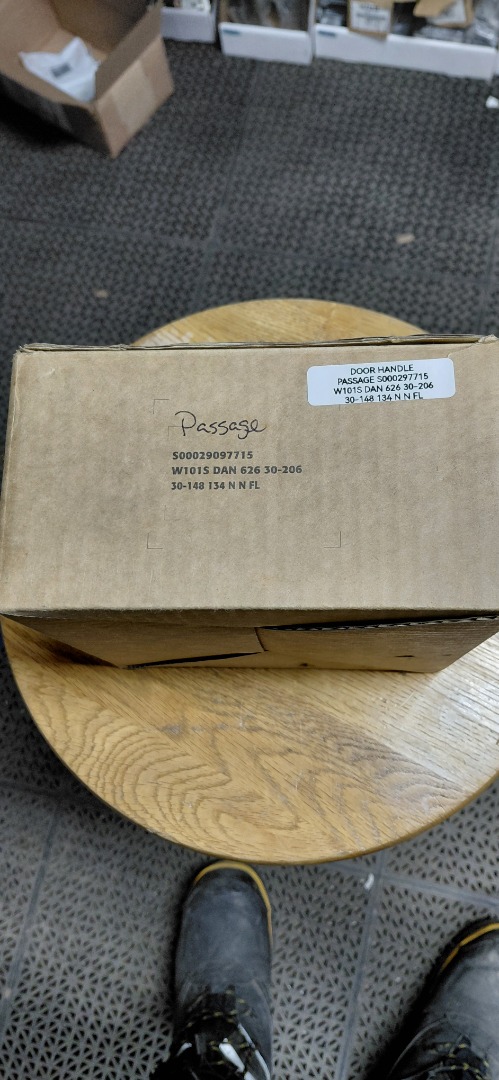 DOOR HANDLE
PASSAGE S000297715
W101S DAN 626 30-206
30-148 134 N N FL
Passage
S00029097715
W101S DAN 626 30-206
30-148 134 N N FL